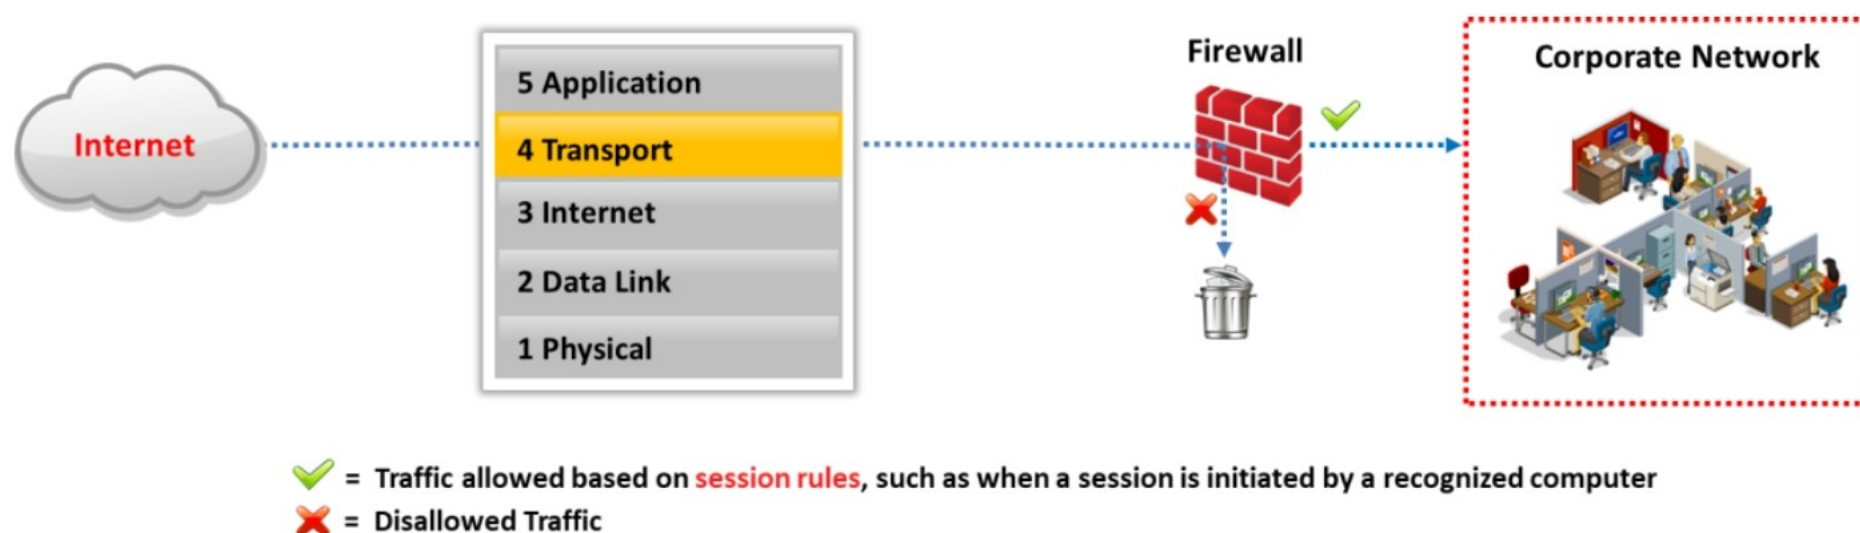 Internet
5 Application
4 Transport
3 Internet
2 Data Link
1 Physical
Firewall
Corporate Network
= Traffic allowed based on session rules, such as when a session is initiated by a recognized computer
= Disallowed Traffic